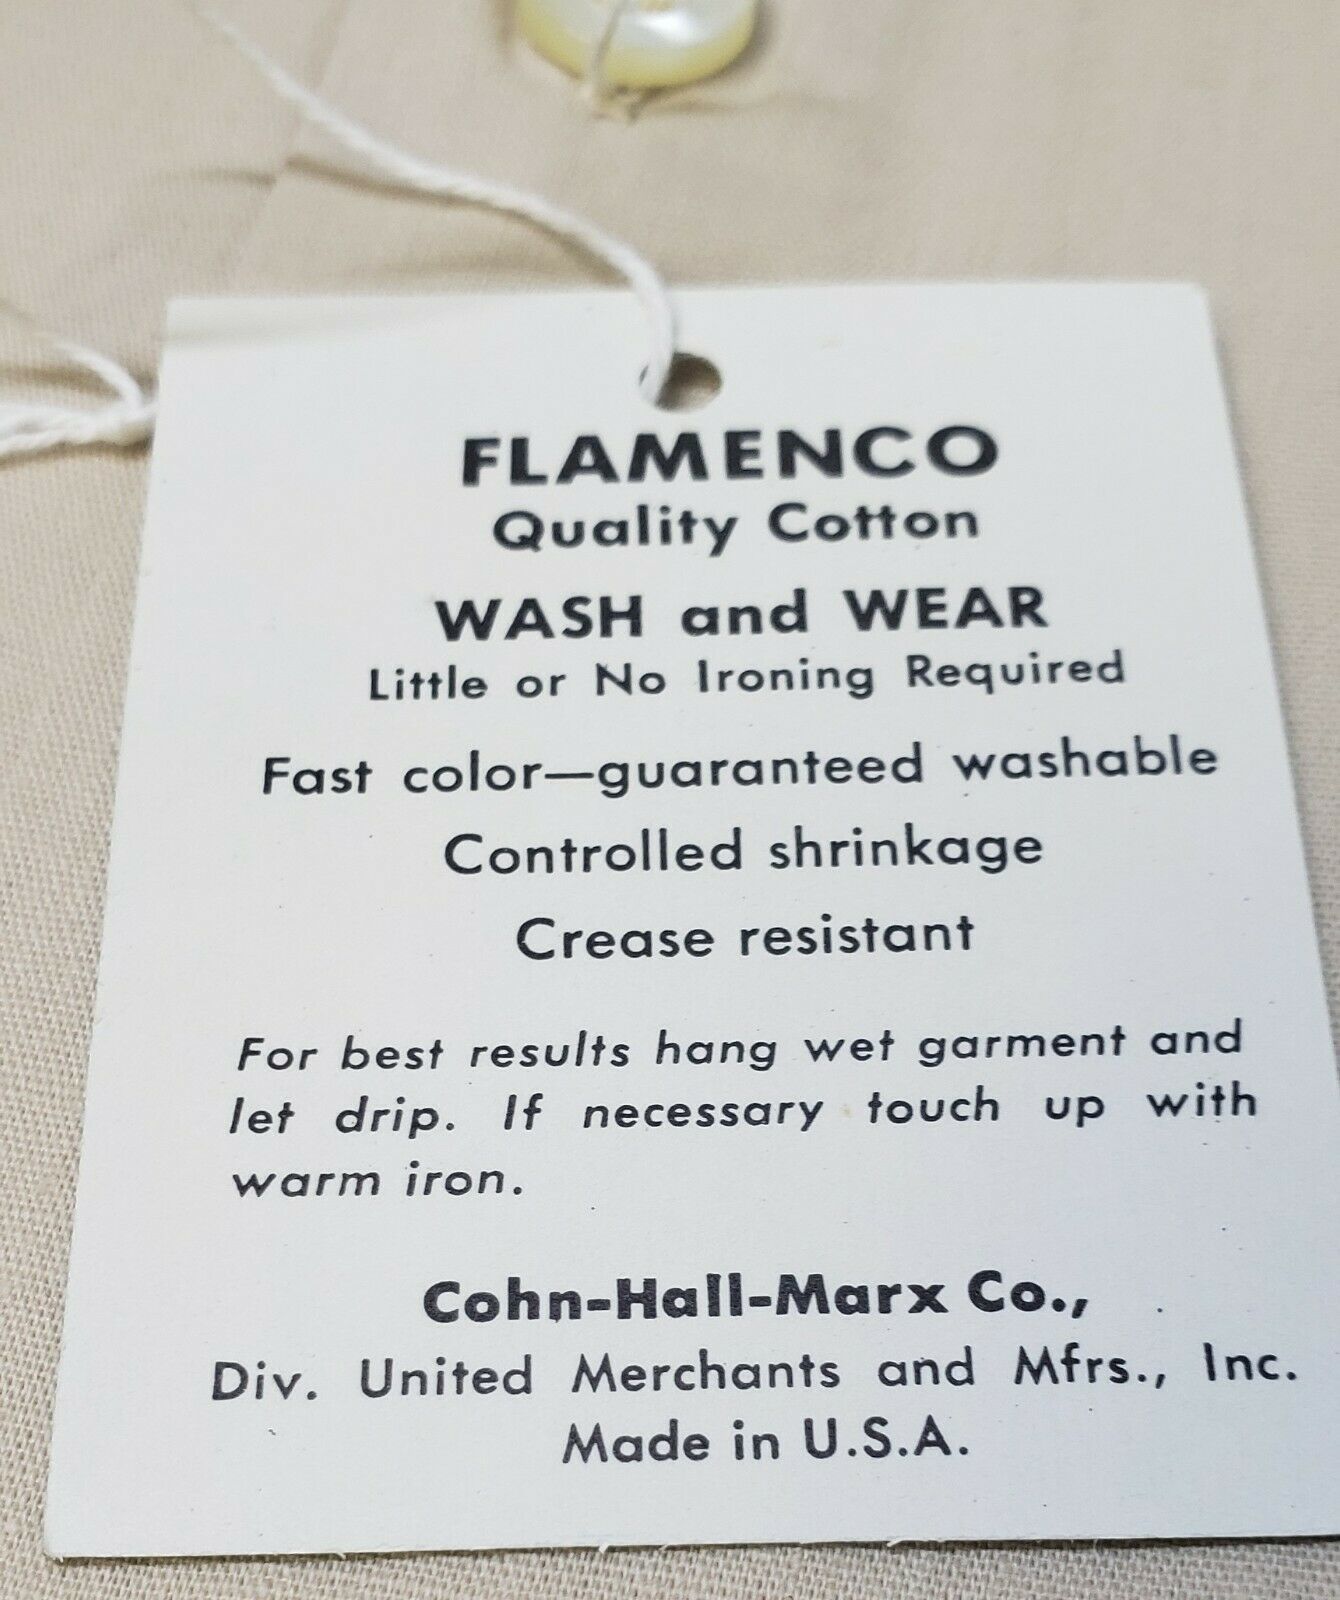 FLAMENCO
Quality Cotton
WASH and WEAR
Little or No Ironing Required
Fast color—guaranteed washable
Controlled shrinkage
Crease resistant
For best results hang wet garment and
let drip. If necessary touch up with
warm iron.
Cohn-Hall-Marx Co.,
Div. United Merchants and Mfrs., Inc.
Made in U.S.A.